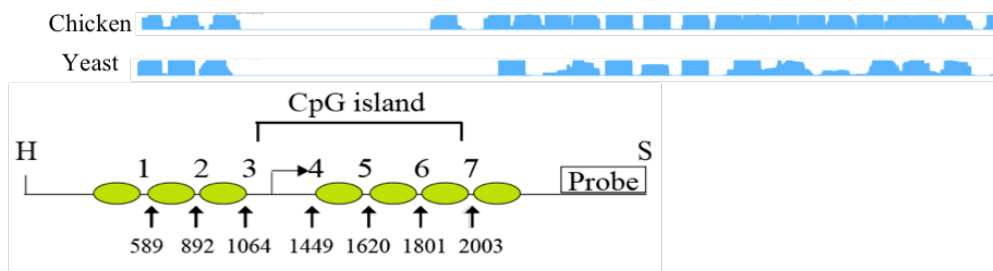 Chicken
Yeast
CpG island
H 1 2 3 4 5 6 7 S
Probe
589 892 1064 1449 1620 1801 2003